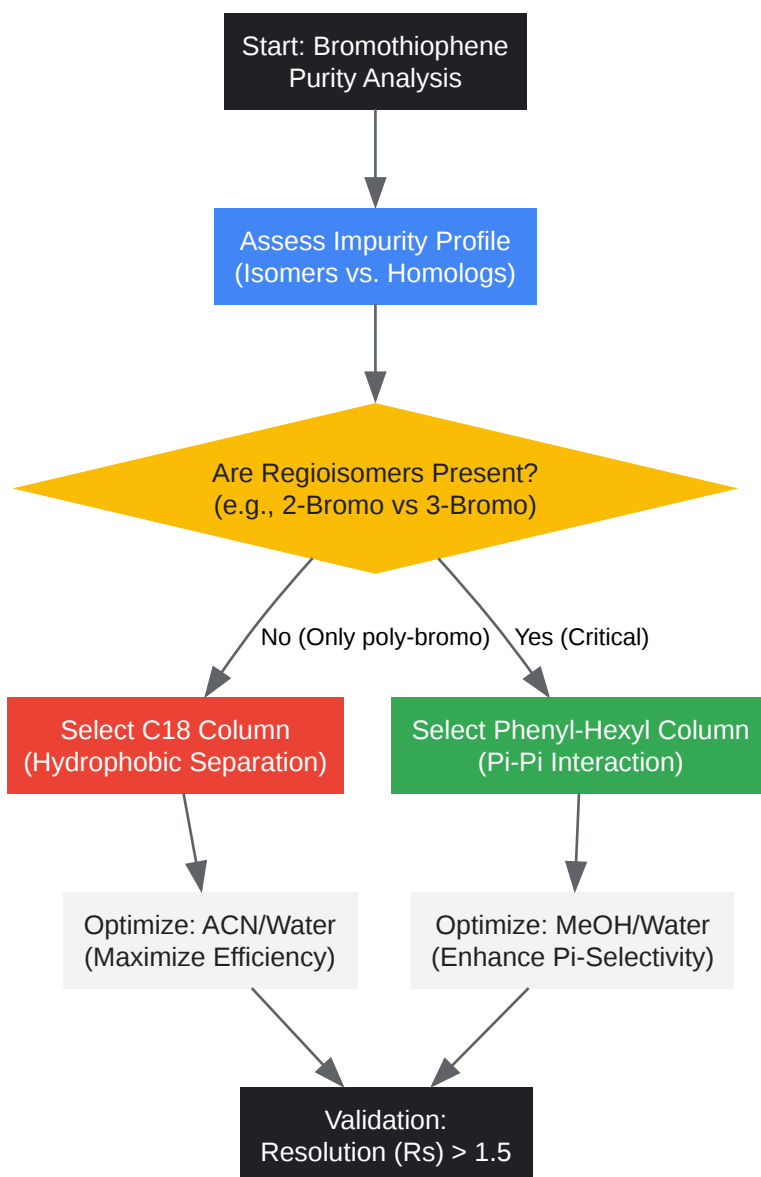 Start: Bromothiophene
Purity Analysis
Assess Impurity Profile
(Isomers vs. Homologs)
Are Regioisomers Present?
(e.g., 2-Bromo vs 3-Bromo)
No (Only poly-bromo)
Yes (Critical)
Select C18 Column
(Hydrophobic Separation)
Select Phenyl-Hexyl Column
(Pi-Pi Interaction)
Optimize: ACN/Water
(Maximize Efficiency)
Optimize: MeOH/Water
(Enhance Pi-Selectivity)
Validation:
Resolution (Rs) > 1.5